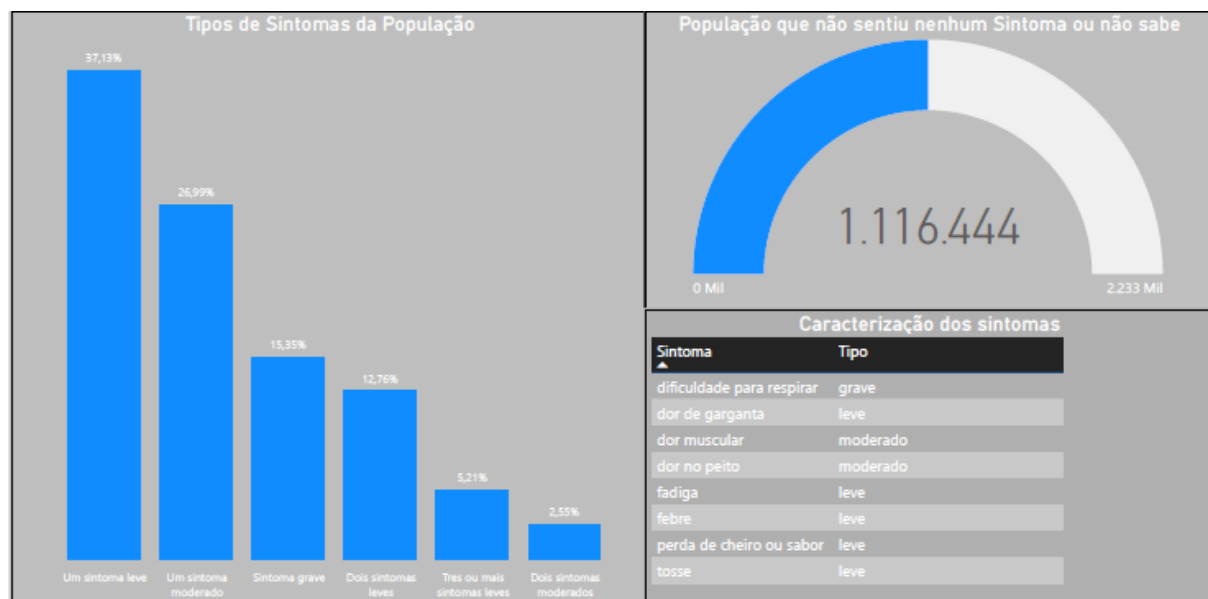 Tipos de Sintomas da População
37,13%
26,99%
15,35%
12,76%
5,21%
2,55%
Um sintoma leve
Um sintoma
moderado
Sintoma grave
Dois sintomas
leves
Tres ou mais
sintomas leves
Dois sintomas
moderados
População que não sentiu nenhum Sintoma ou não sabe
1.116.444
0 Mil
2.233 Mil
Caracterização dos sintomas
Sintoma Tipo
dificuldade para respirar grave
dor de garganta leve
dor muscular moderado
dor no peito moderado
fadiga leve
febre leve
perda de cheiro ou sabor leve
tosse leve